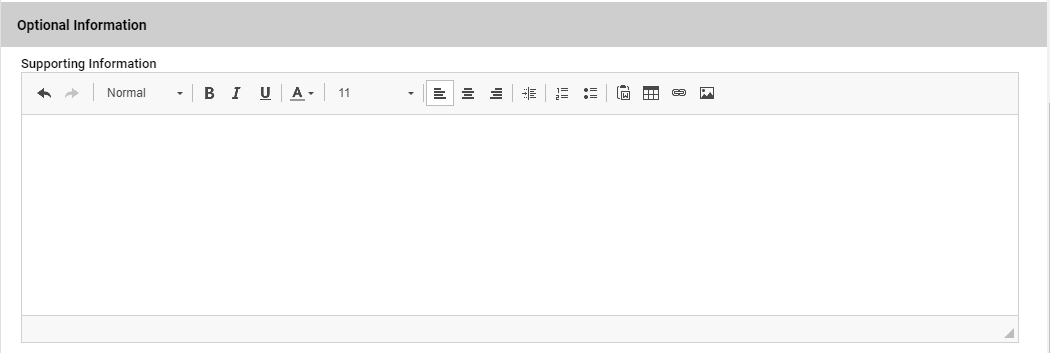 Optional Information
Supporting Information
Normal B I U A 11